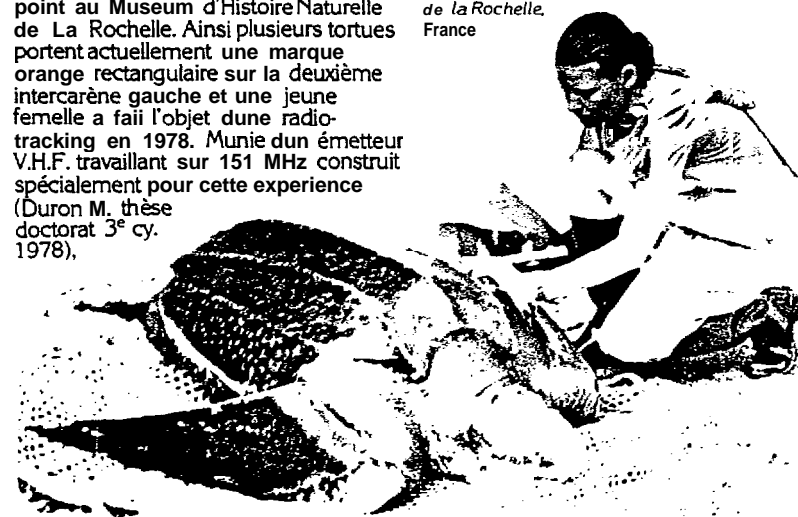 point au Museum d'Histoire Naturelle
de La Rochelle. Ainsi plusieurs tortues
portent actuellement une marque
orange rectangulaire sur la deuxième
intercarène gauche et une jeune
femelle a faii l'objet dune radio-
tracking en 1978. Munie dun émetteur
V.H.F. travaillant sur 151 MHz construit
spécialement pour cette experience
(Duron M. thèse
doctorat 3e cy.
1978),
de la Rochelle.
France